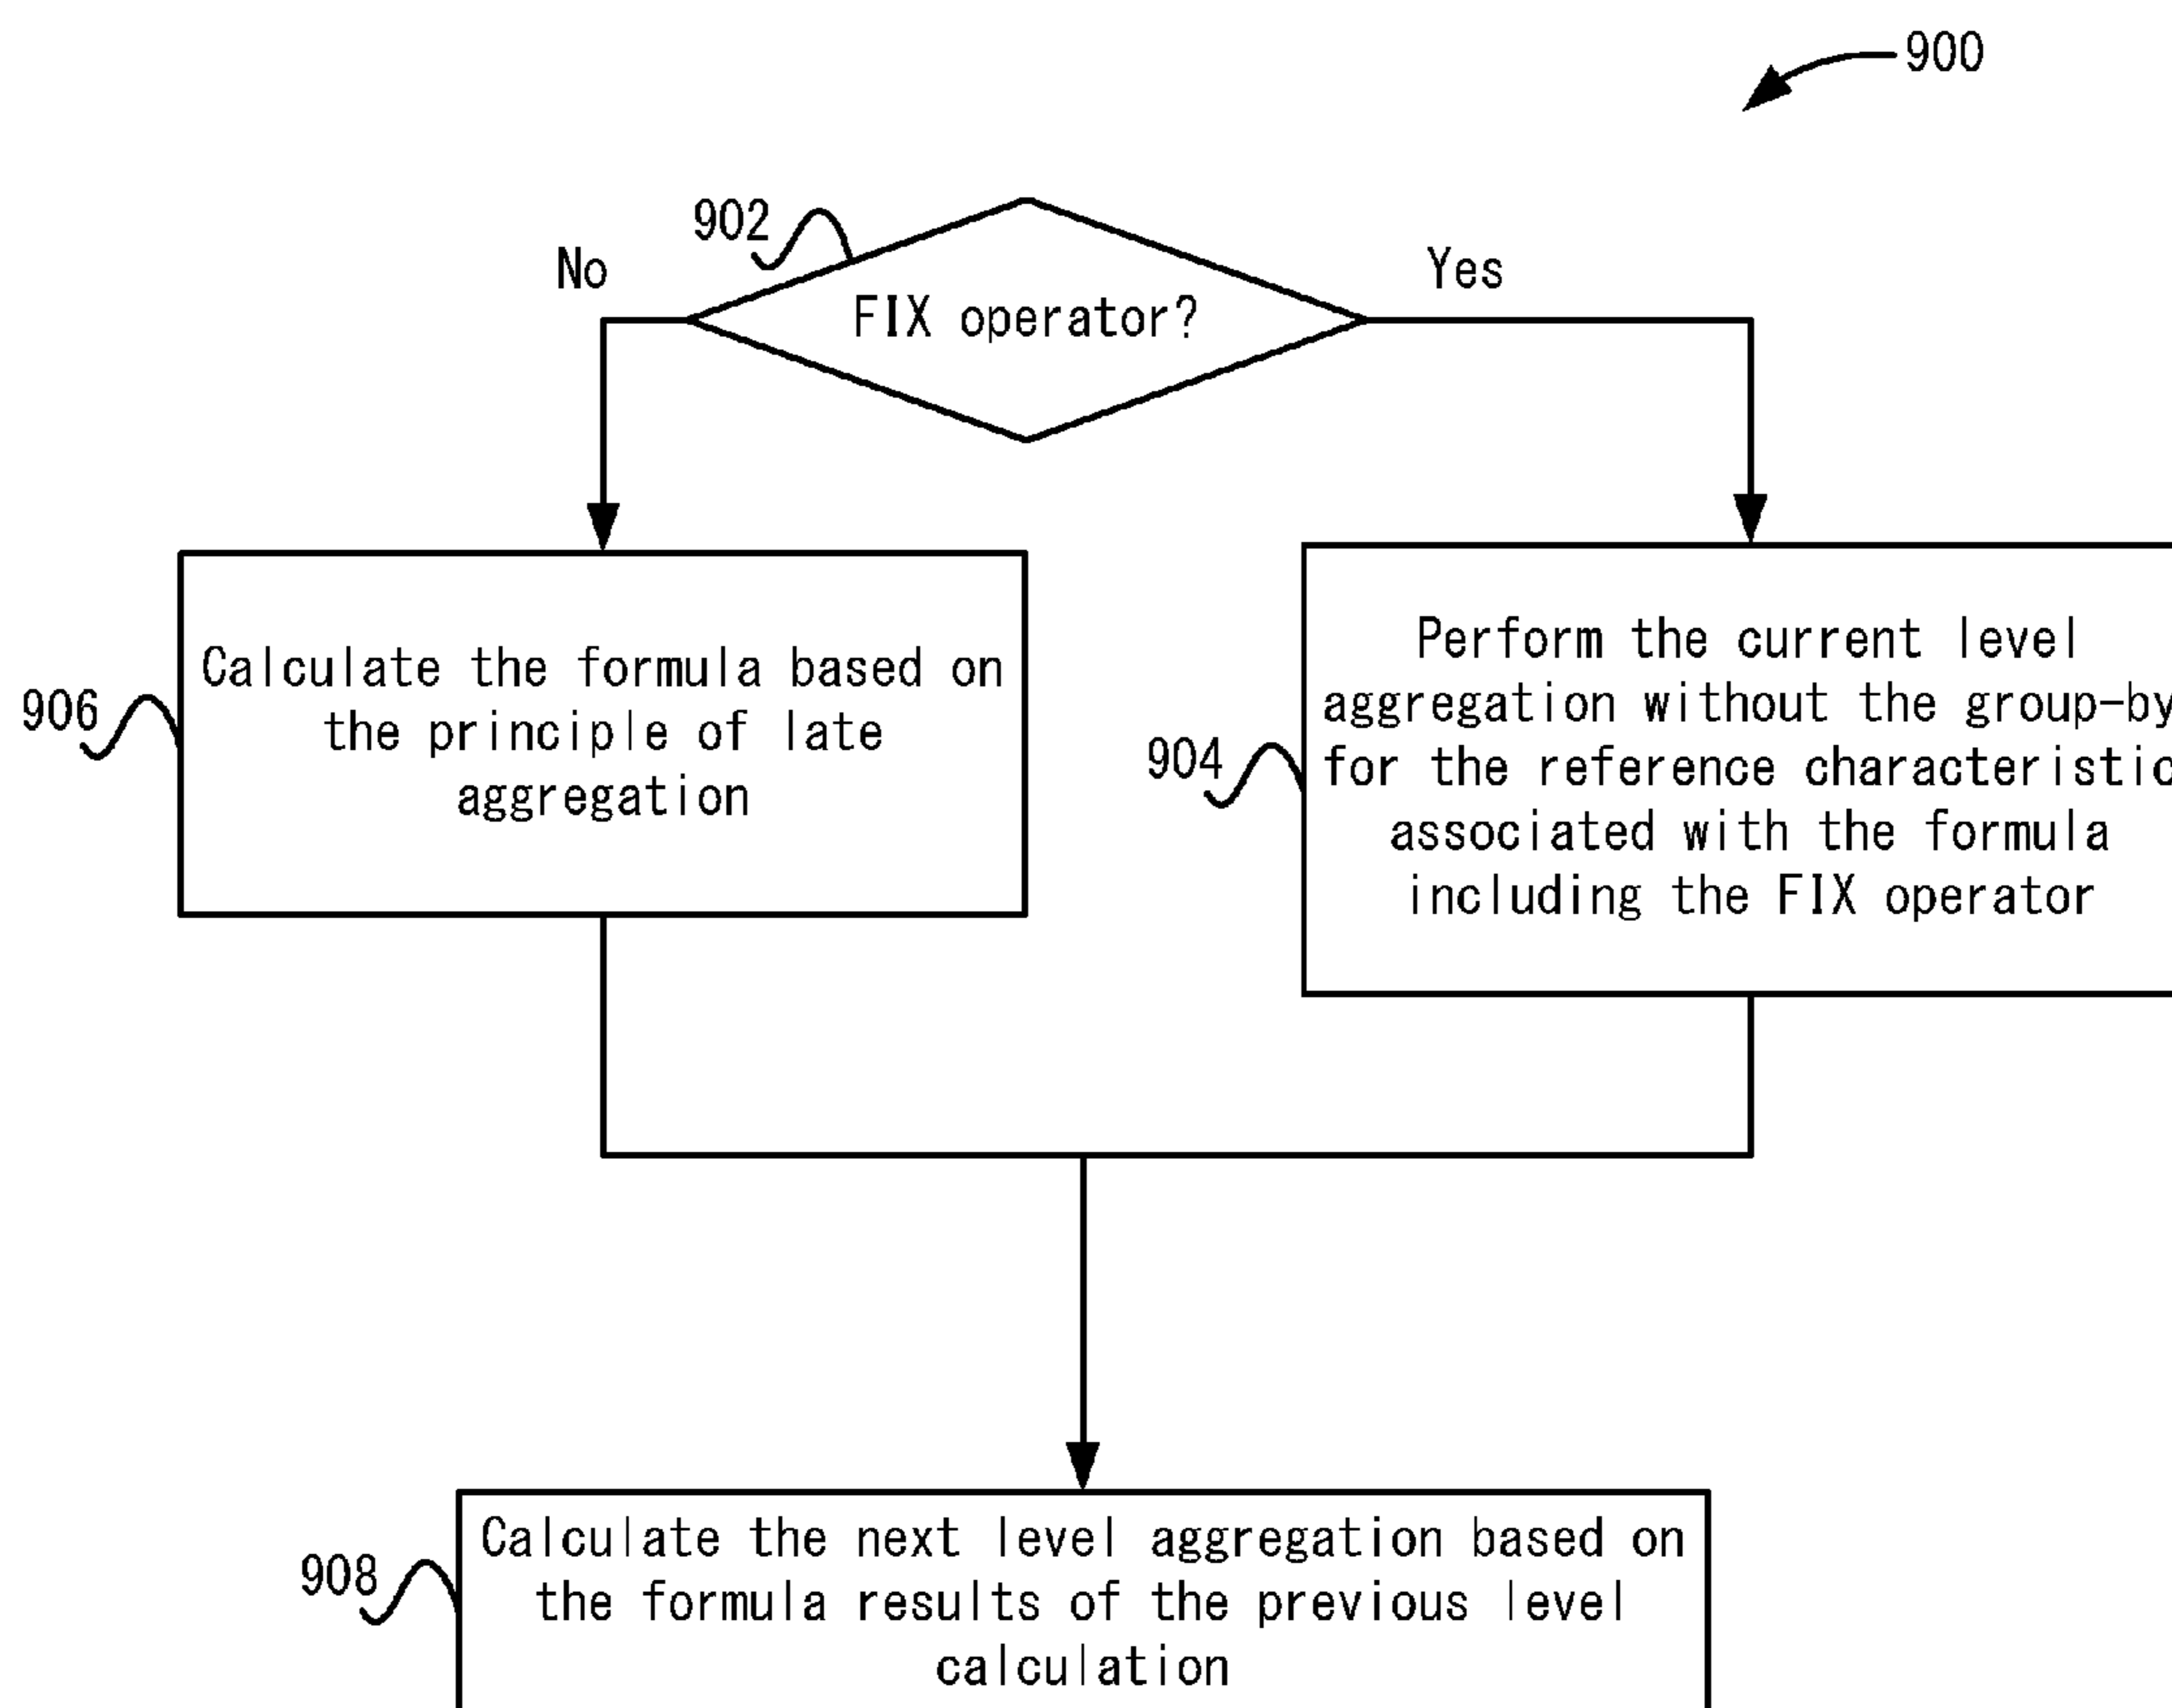 900
902
No
Yes
FIX operator?
Calculate the formula based on
the principle of late
aggregation
906
Perform the current level
aggregation without the group-by
for the reference characteristic
associated with the formula
including the FIX operator
904
Calculate the next level aggregation based on
the formula results of the previous level
calculation
908